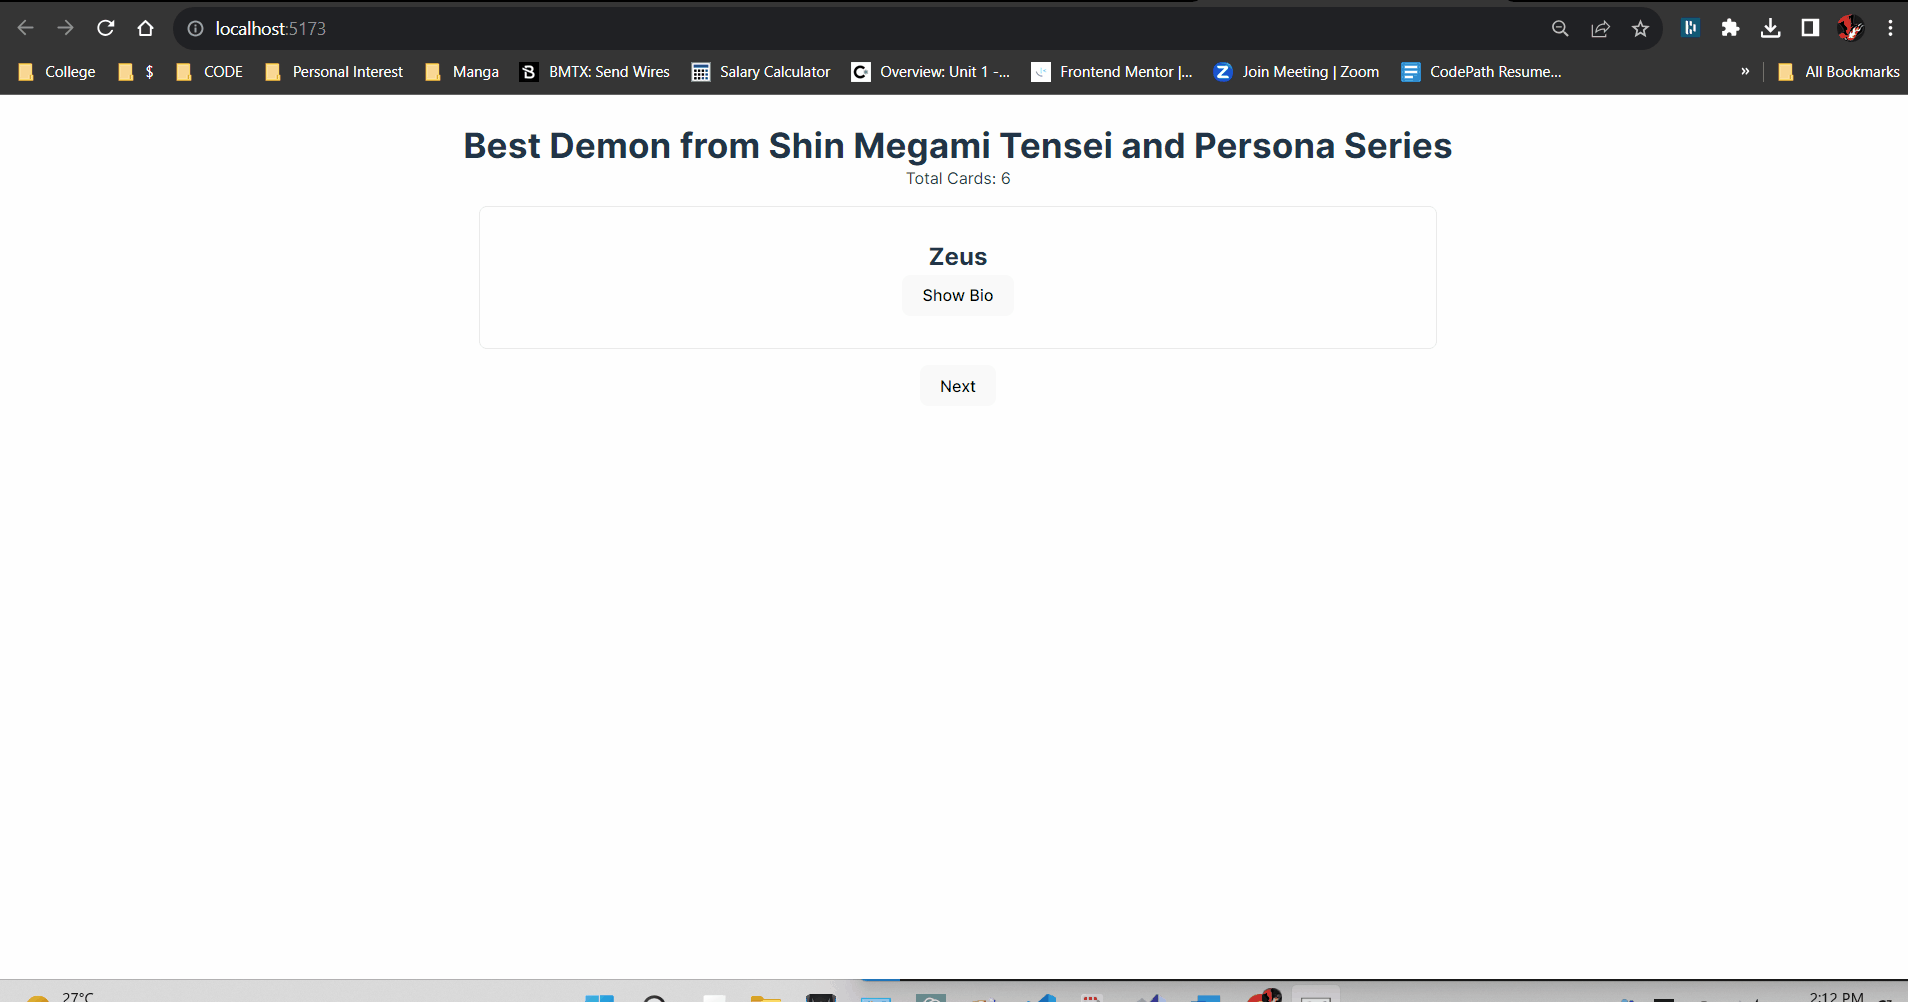 localhost:5173
College $ CODE Personal Interest Manga BMTX: Send Wires Salary Calculator Overview: Unit 1 -... Frontend Mentor |... Join Meeting | Zoom CodePath Resume... » All Bookmarks
Best Demon from Shin Megami Tensei and Persona Series
Total Cards: 6
Zeus
Show Bio
Next
27°C 2:12 PM